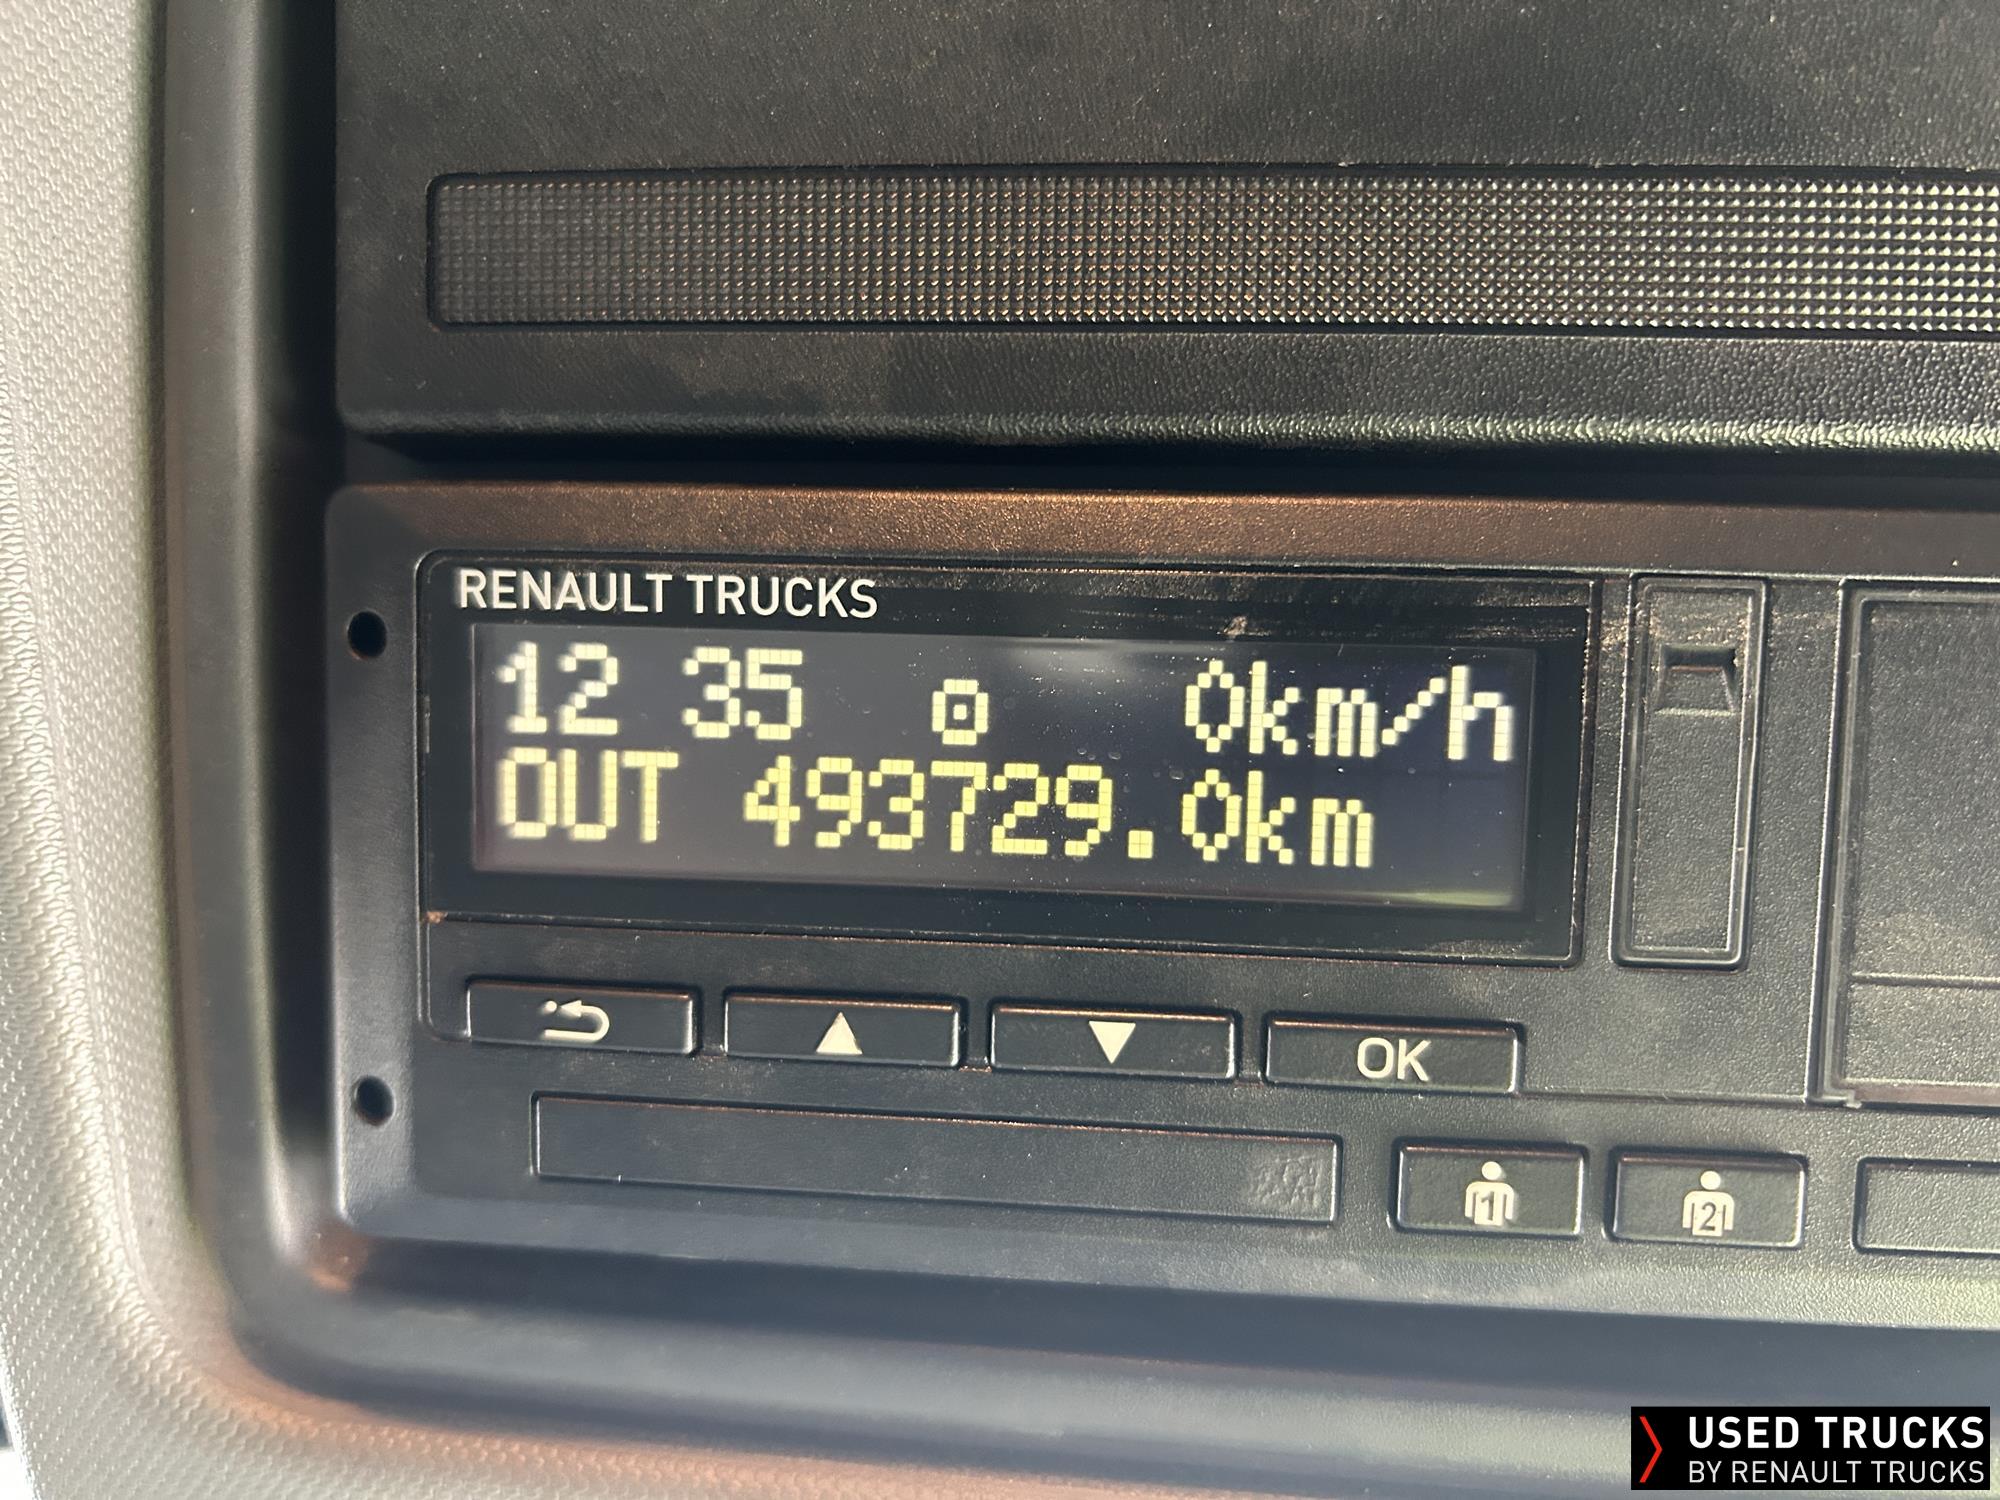 RENAULT TRUCKS
12 35 0km/h
OUT 493729.0km
OK
1 2
USED TRUCKS
BY RENAULT TRUCKS